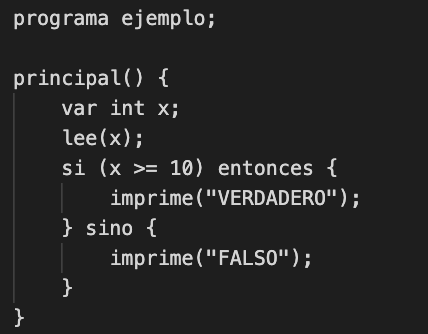 programa ejemplo;
principal() {
var int x;
lee(x);
si (x >= 10) entonces {
imprime("VERDADERO");
} sino {
imprime("FALSO");
}
}